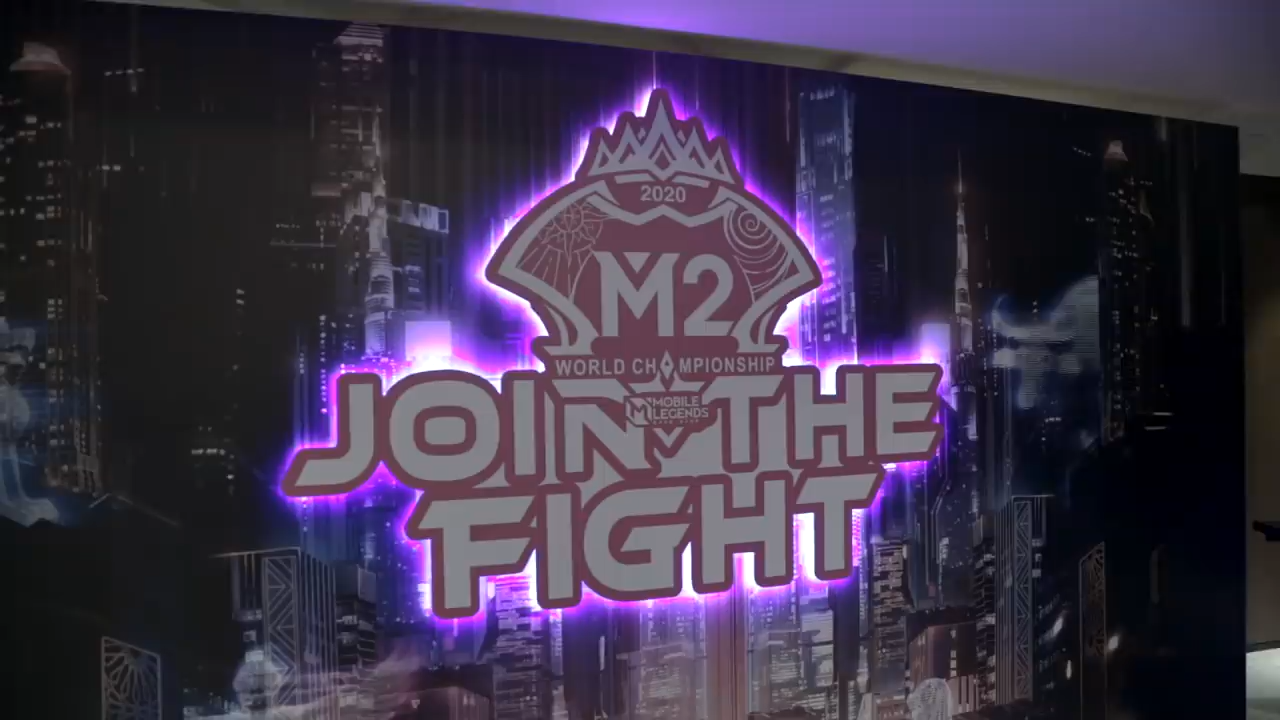 2020
M2
WORLD CHAMPIONSHIP
MOBILE
LEGENDS
JOIN THE
FIGHT